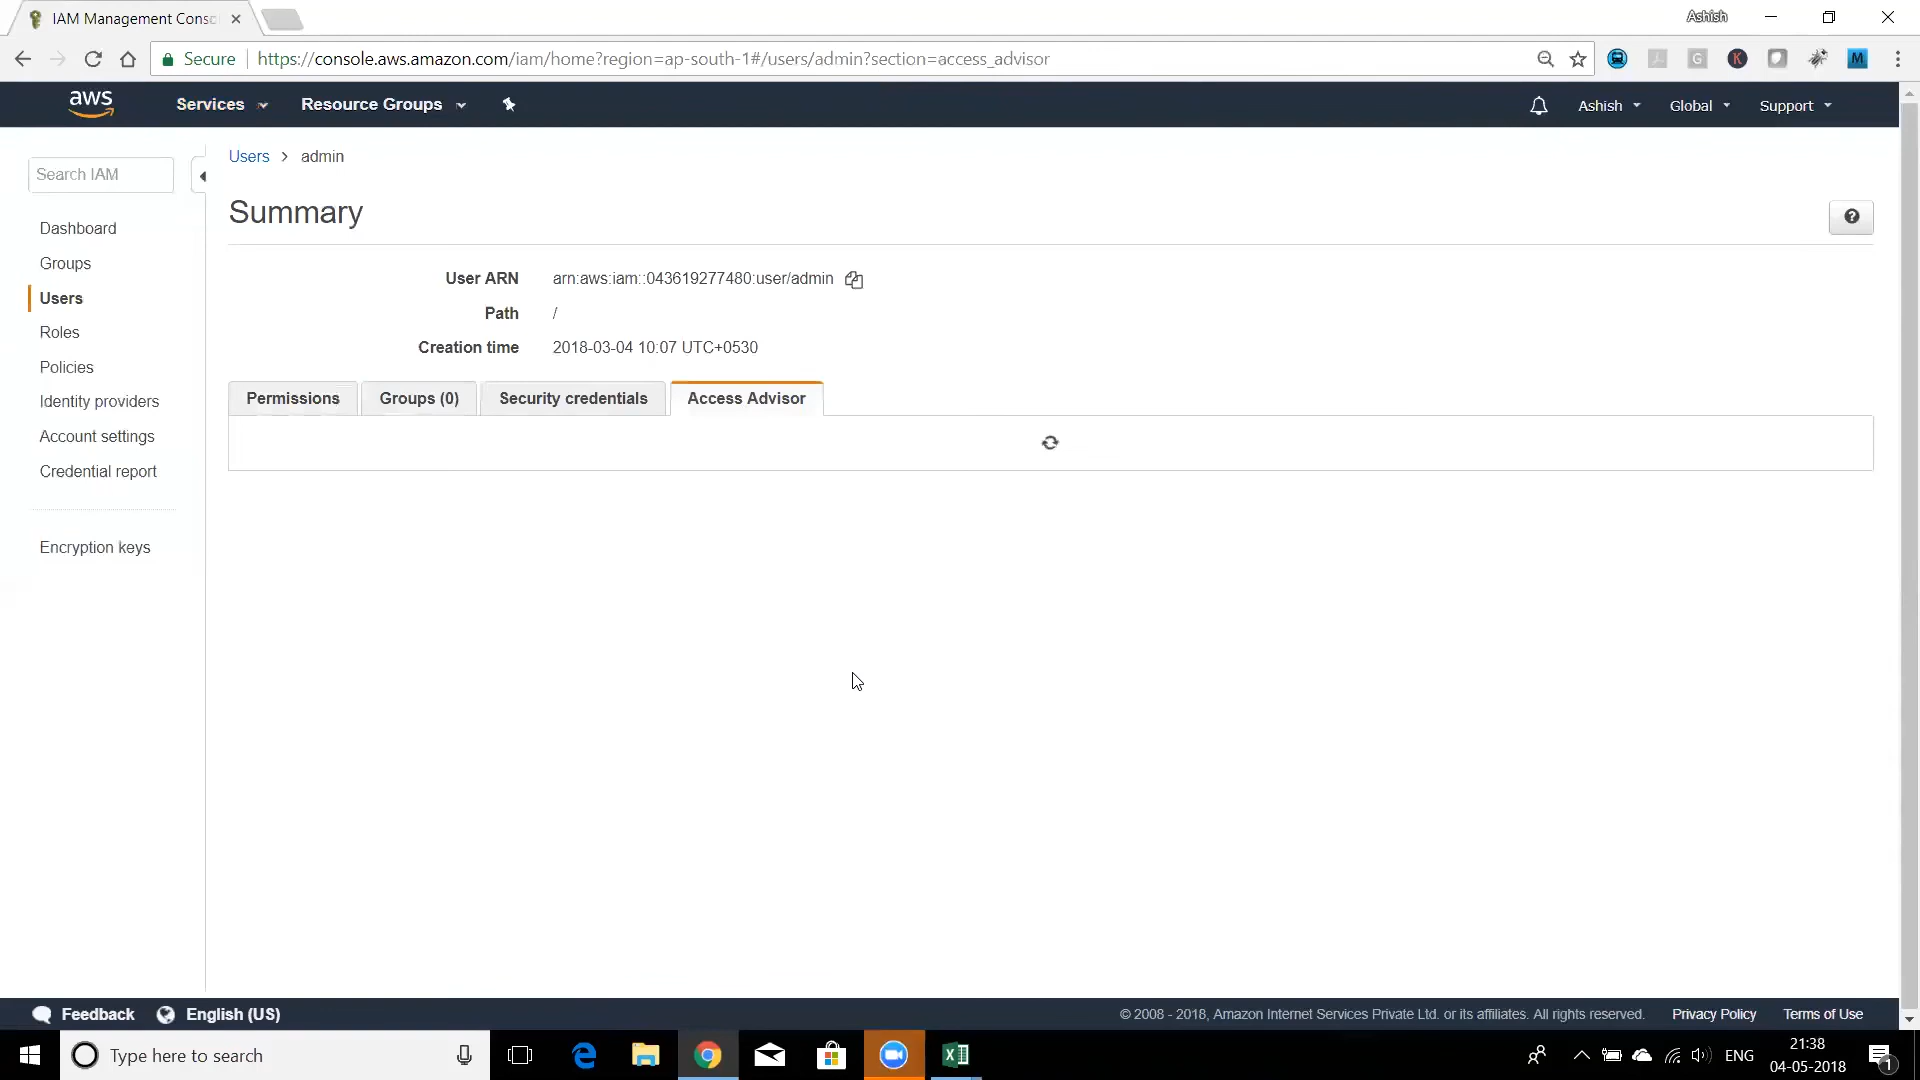 IAM Management Conso
Ashish
Secure
https://console.aws.amazon.com/iam/home?region=ap-south-1#/users/admin?section=access_advisor
aws
Services
Resource Groups
Ashish
Global
Support
Search IAM
Dashboard
Groups
Users
Roles
Policies
Identity providers
Account settings
Credential report
Encryption keys
Users > admin
Summary
User ARN arn:aws:iam::043619277480:user/admin
Path /
Creation time 2018-03-04 10:07 UTC+0530
Permissions
Groups (0)
Security credentials
Access Advisor
Feedback
English (US)
© 2008 - 2018, Amazon Internet Services Private Ltd. or its affiliates. All rights reserved.
Privacy Policy
Terms of Use
Type here to search
ENG
21:38
04-05-2018
1